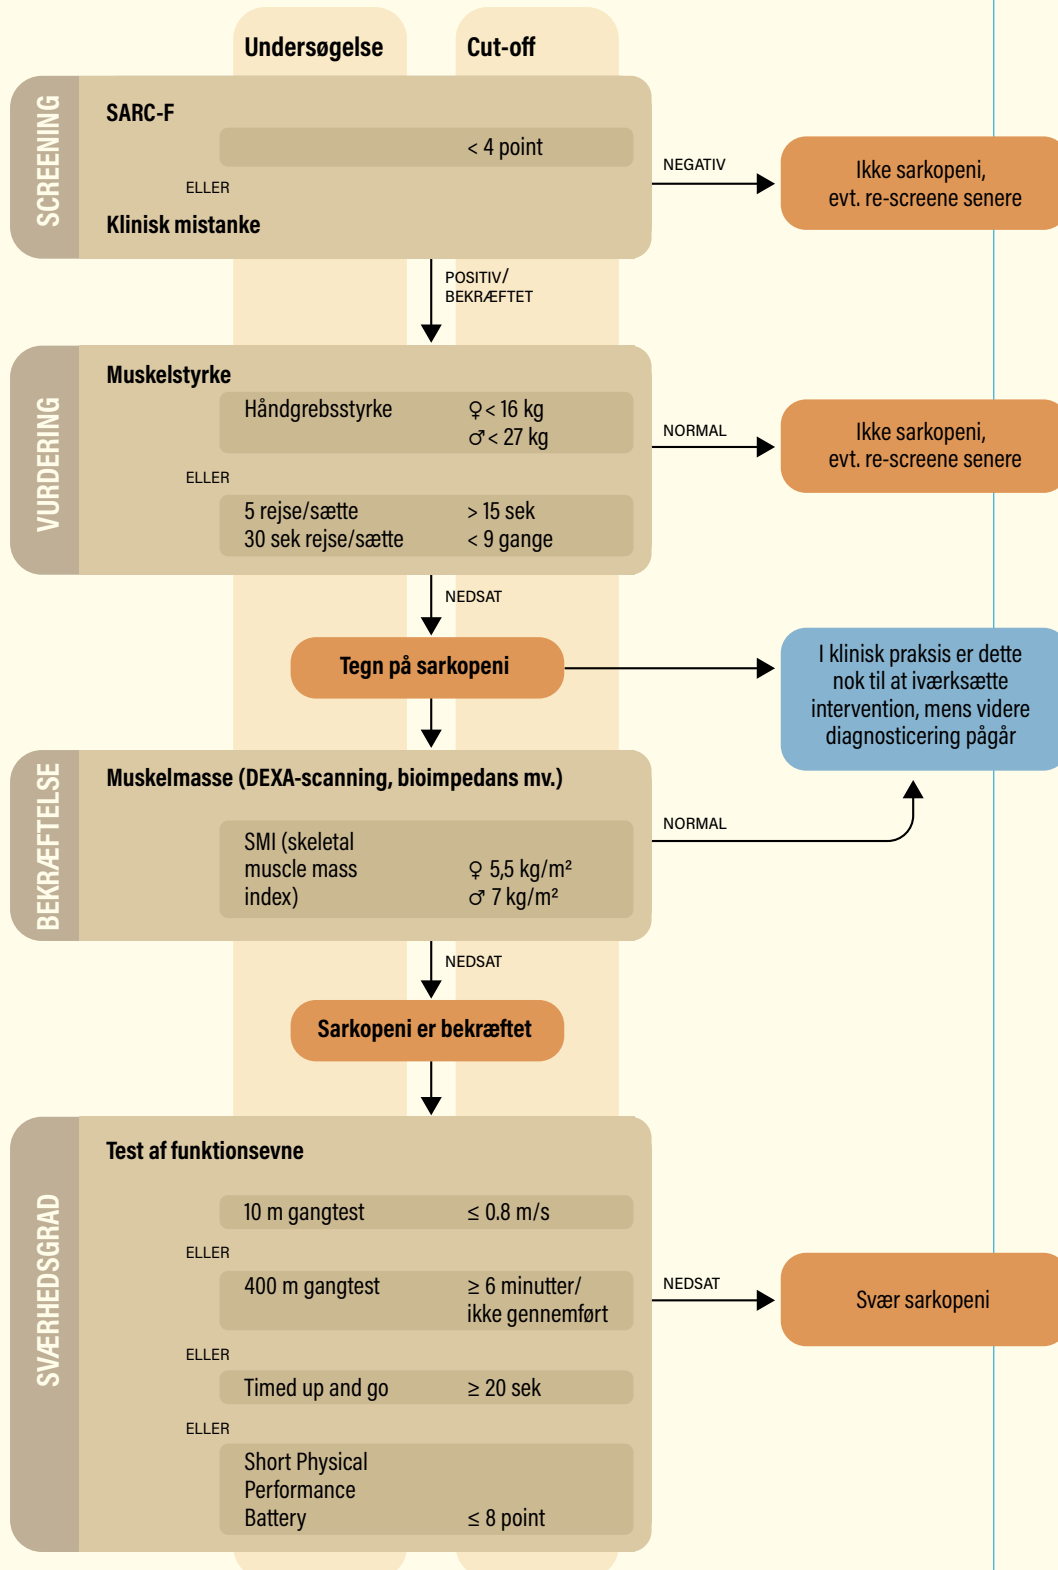 Undersøgelse
Cut-off
SCREENING
SARC-F
< 4 point
ELLER
Klinisk mistanke
NEGATIV
Ikke sarkopeni,
evt. re-screene senere
POSITIV/
BEKRÆFTET
VURDERING
Muskelstyrke
Håndgrebsstyrke
♀ < 16 kg
♂ < 27 kg
ELLER
5 rejse/sætte > 15 sek
30 sek rejse/sætte < 9 gange
NORMAL
Ikke sarkopeni,
evt. re-screene senere
NEDSAT
Tegn på sarkopeni
I klinisk praksis er dette
nok til at iværksætte
intervention, mens videre
diagnosticering pågår
BEKRÆFTELSE
Muskelmasse (DEXA-scanning, bioimpedans mv.)
SMI (skeletal
muscle mass
index)
♀ 5,5 kg/m²
♂ 7 kg/m²
NORMAL
NEDSAT
Sarkopeni er bekræftet
SVÆRHEDSGRAD
Test af funktionsevne
10 m gangtest ≤ 0.8 m/s
ELLER
400 m gangtest
≥ 6 minutter/
ikke gennemført
ELLER
Timed up and go ≥ 20 sek
ELLER
Short Physical
Performance
Battery ≤ 8 point
NEDSAT
Svær sarkopeni